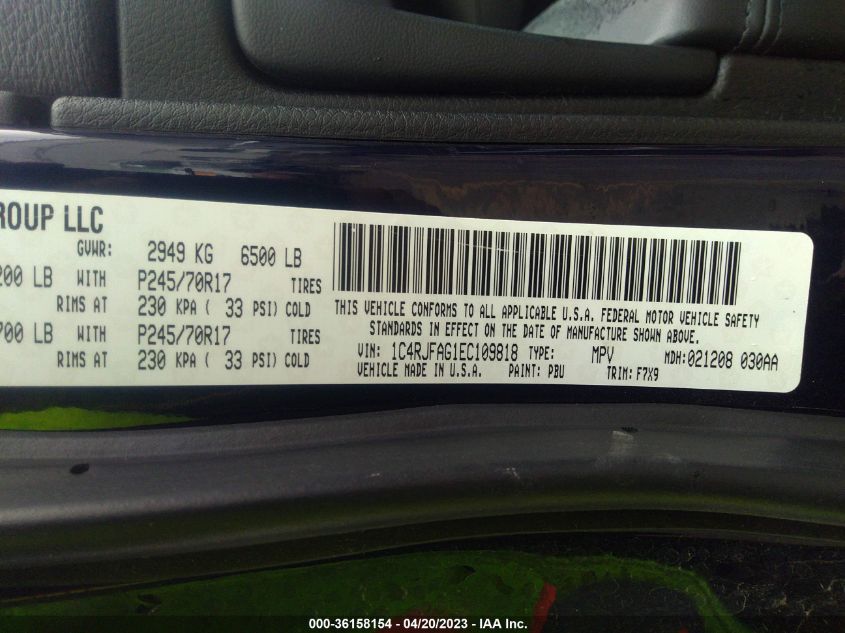 ROUP LLC
GVWR: 2949 KG 6500 LB
200 LB WITH P245/70R17 TIRES
RIMS AT 230 KPA ( 33 PSI) COLD
700 LB WITH P245/70R17 TIRES
RIMS AT 230 KPA ( 33 PSI) COLD
THIS VEHICLE CONFORMS TO ALL APPLICABLE U.S.A. FEDERAL MOTOR VEHICLE SAFETY
STANDARDS IN EFFECT ON THE DATE OF MANUFACTURE SHOWN ABOVE.
VIN: 1C4RJFAG1EC109818 TYPE: MPV MDH:021208 030AA
VEHICLE MADE IN U.S.A. PAINT: PBU TRIM: F7X9
000-36158154 - 04/20/2023 - IAA Inc.